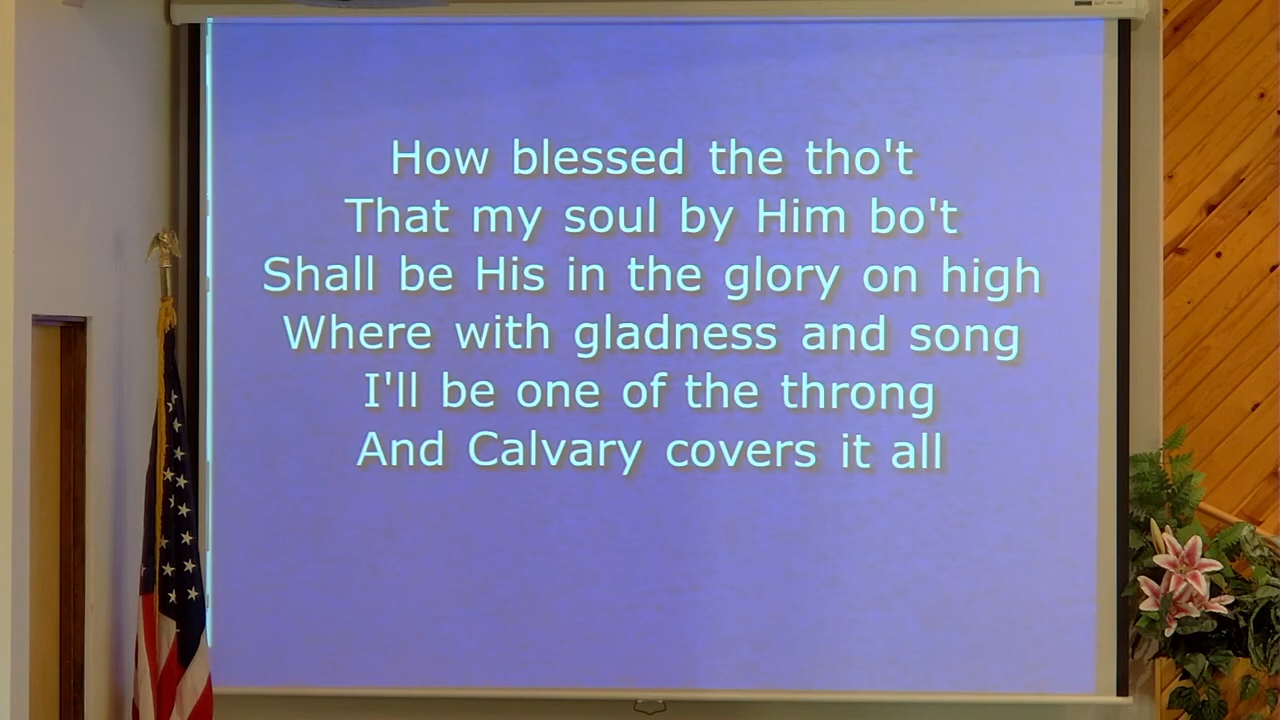 How blessed the tho't
That my soul by Him bo't
Shall be His in the glory on high
Where with gladness and song
I'll be one of the throng
And Calvary covers it all